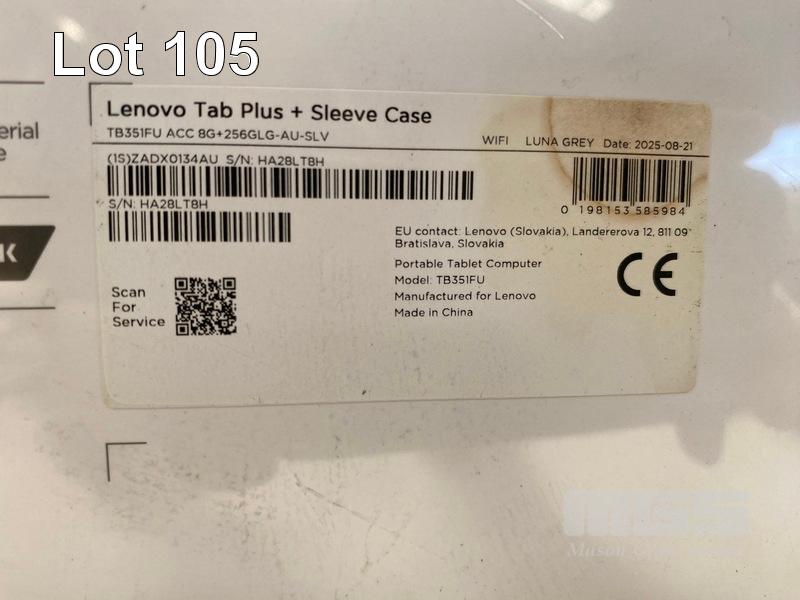 Lot 105
erial
e
K
Lenovo Tab Plus + Sleeve Case
TB351FU ACC 8G+256GLG-AU-SLV
WIFI LUNA GREY Date: 2025-08-21
(1S)ZADX0134AU S/N: HA28LT8H
S/N: HA28LT8H
0 198153 585984
EU contact: Lenovo (Slovakia), Landererova 12, 811 09
Bratislava, Slovakia
Portable Tablet Computer
Model: TB351FU
Manufactured for Lenovo
Made in China
CE
Scan
For
Service
MGS
Mason